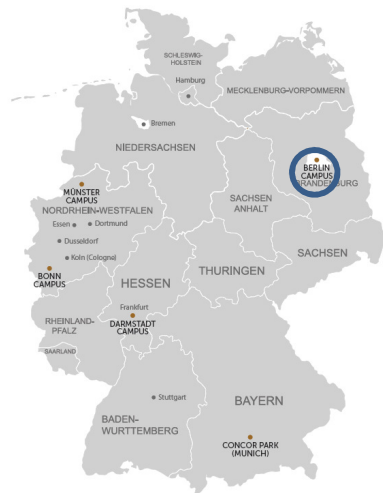 SCHLESWIG-
HOLSTEIN
Hamburg
MECKLENBURG-VORPOMMERN
Bremen
NIEDERSACHSEN
BERLIN
CAMPUS
BRANDENBURG
MÜNSTER
CAMPUS
SACHSEN
ANHALT
NORDRHEIN-WESTFALEN
Essen
Dortmund
Dusseldorf
SACHSEN
Koln (Cologne)
BONN
CAMPUS
HESSEN
THURINGEN
Frankfurt
DARMSTADT
CAMPUS
RHEINLAND-
PFALZ
SAARLAND
Stuttgart
BAYERN
BADEN-
WURTTEMBERG
CONCOR PARK
(MUNICH)